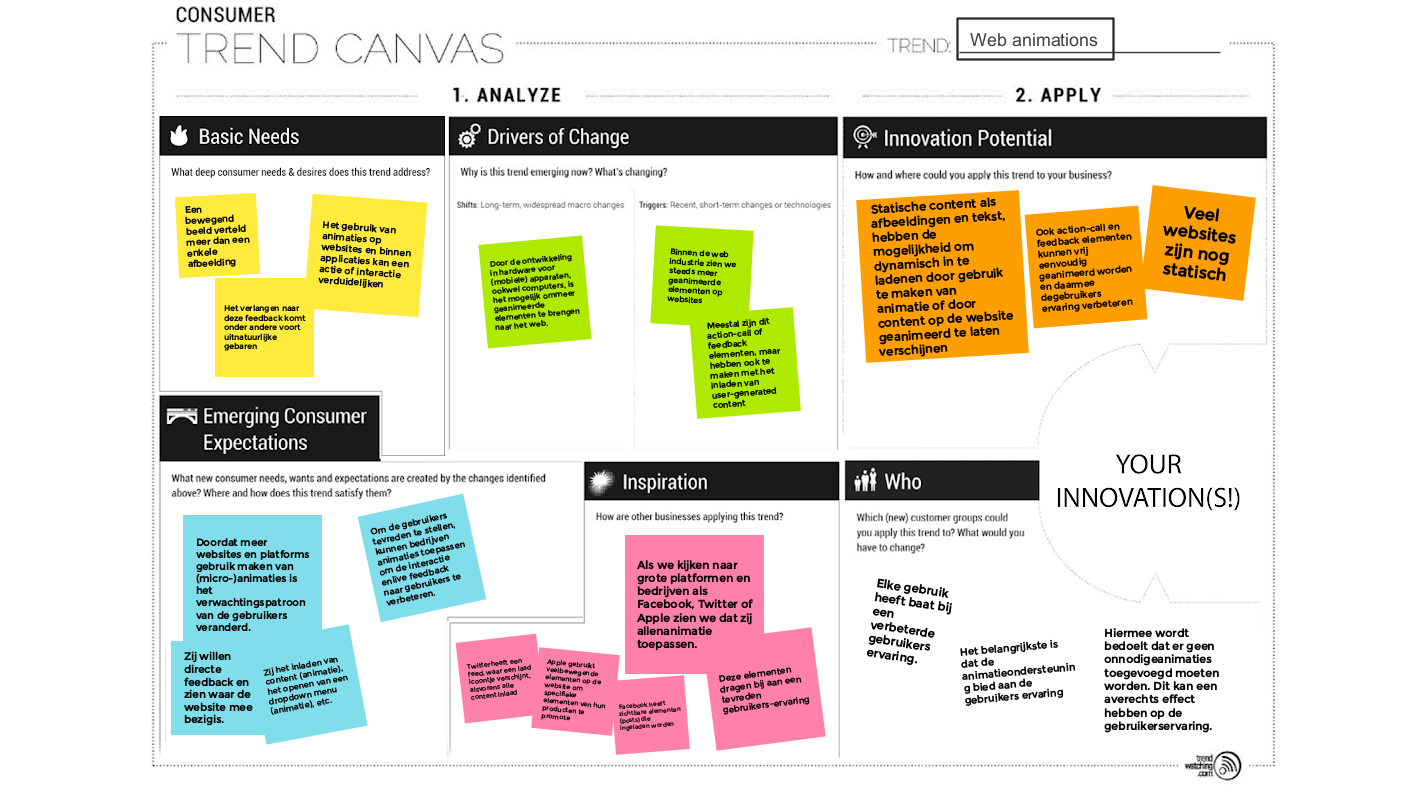 CONSUMER
TREND CANVAS
TREND:
Web animations
1. ANALYZE
2. APPLY
Basic Needs
What deep consumer needs & desires does this trend address?
Een
bewegend
beeld verteld
meer dan een
enkele
afbeelding
Het gebruik van
animaties op
websites en binnen
applicaties kan een
actie of interactie
verduidelijken
Het verlangen naar
deze feedback komt
onder andere voort
uitnatuurlijke
gebaren
Drivers of Change
Why is this trend emerging now? What's changing?
Shifts: Long-term, widespread macro changes
Triggers: Recent, short-term changes or technologies
Door de ontwikkeling
in hardware voor
(mobiele) apparaten,
ookwel computers, is
het mogelijk ommeer
geanimeerde
elementen te brengen
naar het web.
Binnen de web
industrie zien we
steeds meer
geanimeerde
elementen op
websites
Meestal zijn dit
action-call of
feedback
elementen, maar
hebben ook te
maken met het
inladen van
user-generated
content
Innovation Potential
How and where could you apply this trend to your business?
Statische content als
afbeeldingen en tekst,
hebben de
mogelijkheid om
dynamisch in te
ladenen door gebruik
te maken van
animatie of door
content op de website
geanimeerd te laten
verschijnen
Ook action-call en
feedback elementen
kunnen vrij
eenvoudig
geanimeerd worden
en daarmee
degebruikers
ervaring verbeteren
Veel
websites
zijn nog
statisch
Emerging Consumer
Expectations
What new consumer needs, wants and expectations are created by the changes identified
above? Where and how does this trend satisfy them?
Doordat meer
websites en platforms
gebruik maken van
(micro-)animaties is
het
verwachtingspatroon
van de gebruikers
veranderd.
Om de gebruikers
tevreden te stellen,
kunnen bedrijven
animaties toepassen
om de interactie
enlive feedback
naar gebruikers te
verbeteren.
Zij willen
directe
feedback en
zien waar de
website mee
bezigis.
Zij het inladen van
content (animatie),
het openen van een
dropdown menu
(animatie), etc.
Inspiration
How are other businesses applying this trend?
Als we kijken naar
grote platformen en
bedrijven als
Facebook, Twitter of
Apple zien we dat zij
allenanimatie
toepassen.
Twitterheeft een
feed, waar een laad
icoontje verschijnt,
alsvorens alle
content inlaad
Apple gebruikt
veelbewegende
elementen op de
website om
specifieke
elementen van hun
producten te
promote
Facebook heeft
zichtbare elementen
(posts) die
ingeladen worden
Deze elementen
dragen bij aan een
tevreden
gebruikers-ervaring
Who
Which (new) customer groups could
you apply this trend to? What would you
have to change?
Elke gebruik
heeft baat bij
een
verbeterde
gebruikers
ervaring.
Het belangrijkste is
dat de
animatieondersteunin
g bied aan de
gebruikers ervaring
Hiermee wordt
bedoelt dat er geen
onnodigeanimaties
toegevoegd moeten
worden. Dit kan een
averechts effect
hebben op de
gebruikerservaring.
YOUR
INNOVATION(S!)
trend
watching
.com